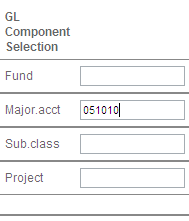 GL
Component
Selection
Fund
Major.acct 051010
Sub.class
Project